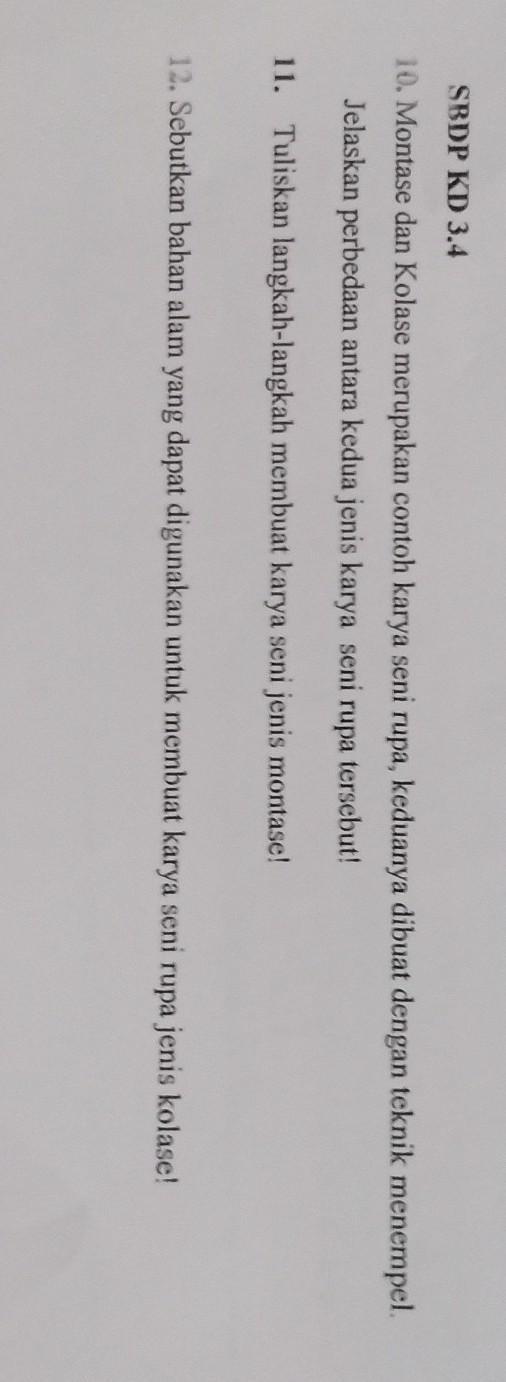 SBDP KD 3.4
10. Montase dan Kolase merupakan contoh karya seni rupa, keduanya dibuat dengan teknik menempel.
Jelaskan perbedaan antara kedua jenis karya seni rupa tersebut!
11. Tuliskan langkah-langkah membuat karya seni jenis montase!
12. Sebutkan bahan alam yang dapat digunakan untuk membuat karya seni rupa jenis kolase!